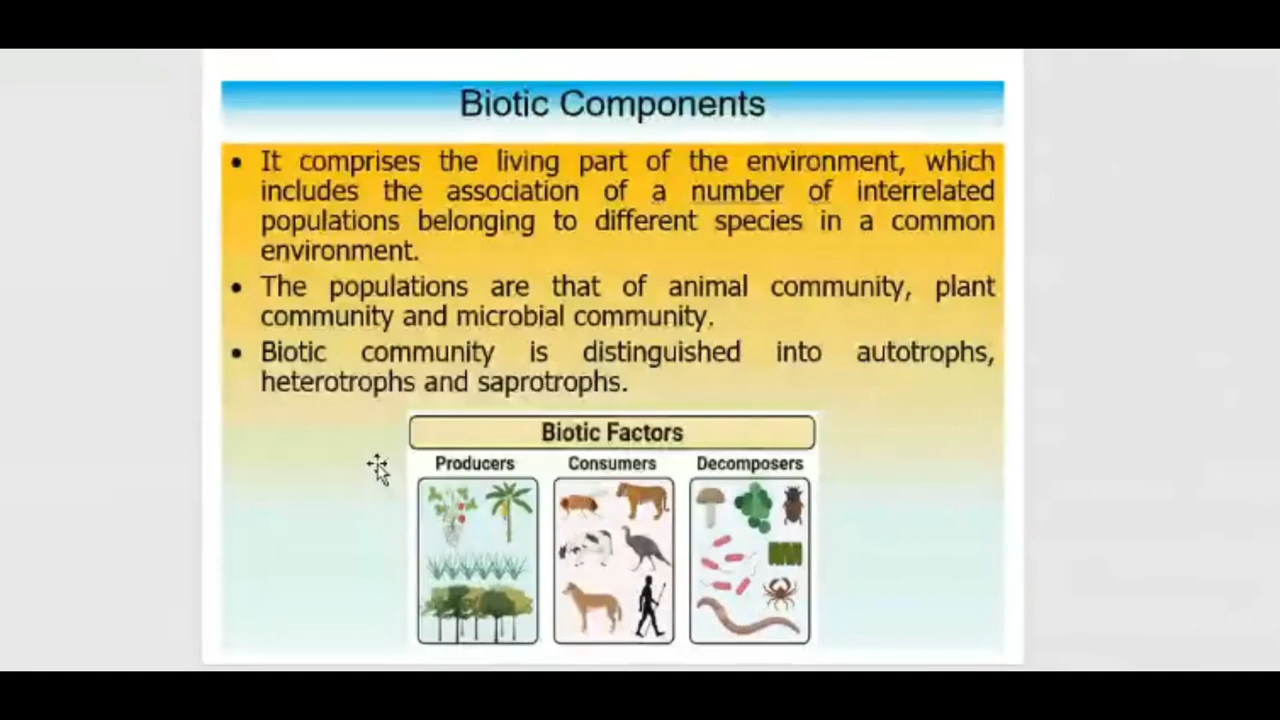 Biotic Components
• It comprises the living part of the environment, which
includes the association of a number of interrelated
populations belonging to different species in a common
environment.
• The populations are that of animal community, plant
community and microbial community.
• Biotic community is distinguished into autotrophs,
heterotrophs and saprotrophs.
Biotic Factors
Producers Consumers Decomposers